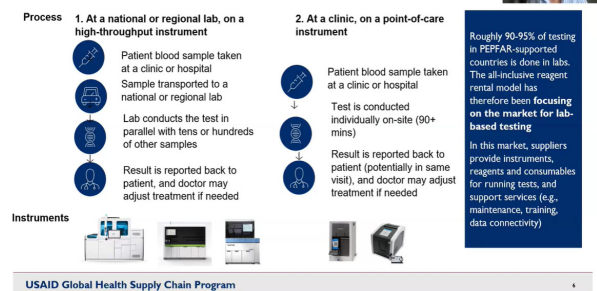 Process
1. At a national or regional lab, on a
high-throughput instrument
Patient blood sample taken
at a clinic or hospital
Sample transported to a
national or regional lab
Lab conducts the test in
parallel with tens or hundreds
of other samples
Result is reported back to
patient, and doctor may
adjust treatment if needed
2. At a clinic, on a point-of-care
instrument
Patient blood sample taken
at a clinic or hospital
Test is conducted
individually on-site (90+
mins)
Result is reported back to
patient (potentially in same
visit), and doctor may adjust
treatment if needed
Roughly 90-95% of testing
in PEPFAR-supported
countries is done in labs.
The all-inclusive reagent
rental model has
therefore been focusing
on the market for lab-
based testing
In this market, suppliers
provide instruments,
reagents and consumables
for running tests, and
support services (e.g.,
maintenance, training,
data connectivity)
Instruments
USAID Global Health Supply Chain Program
6